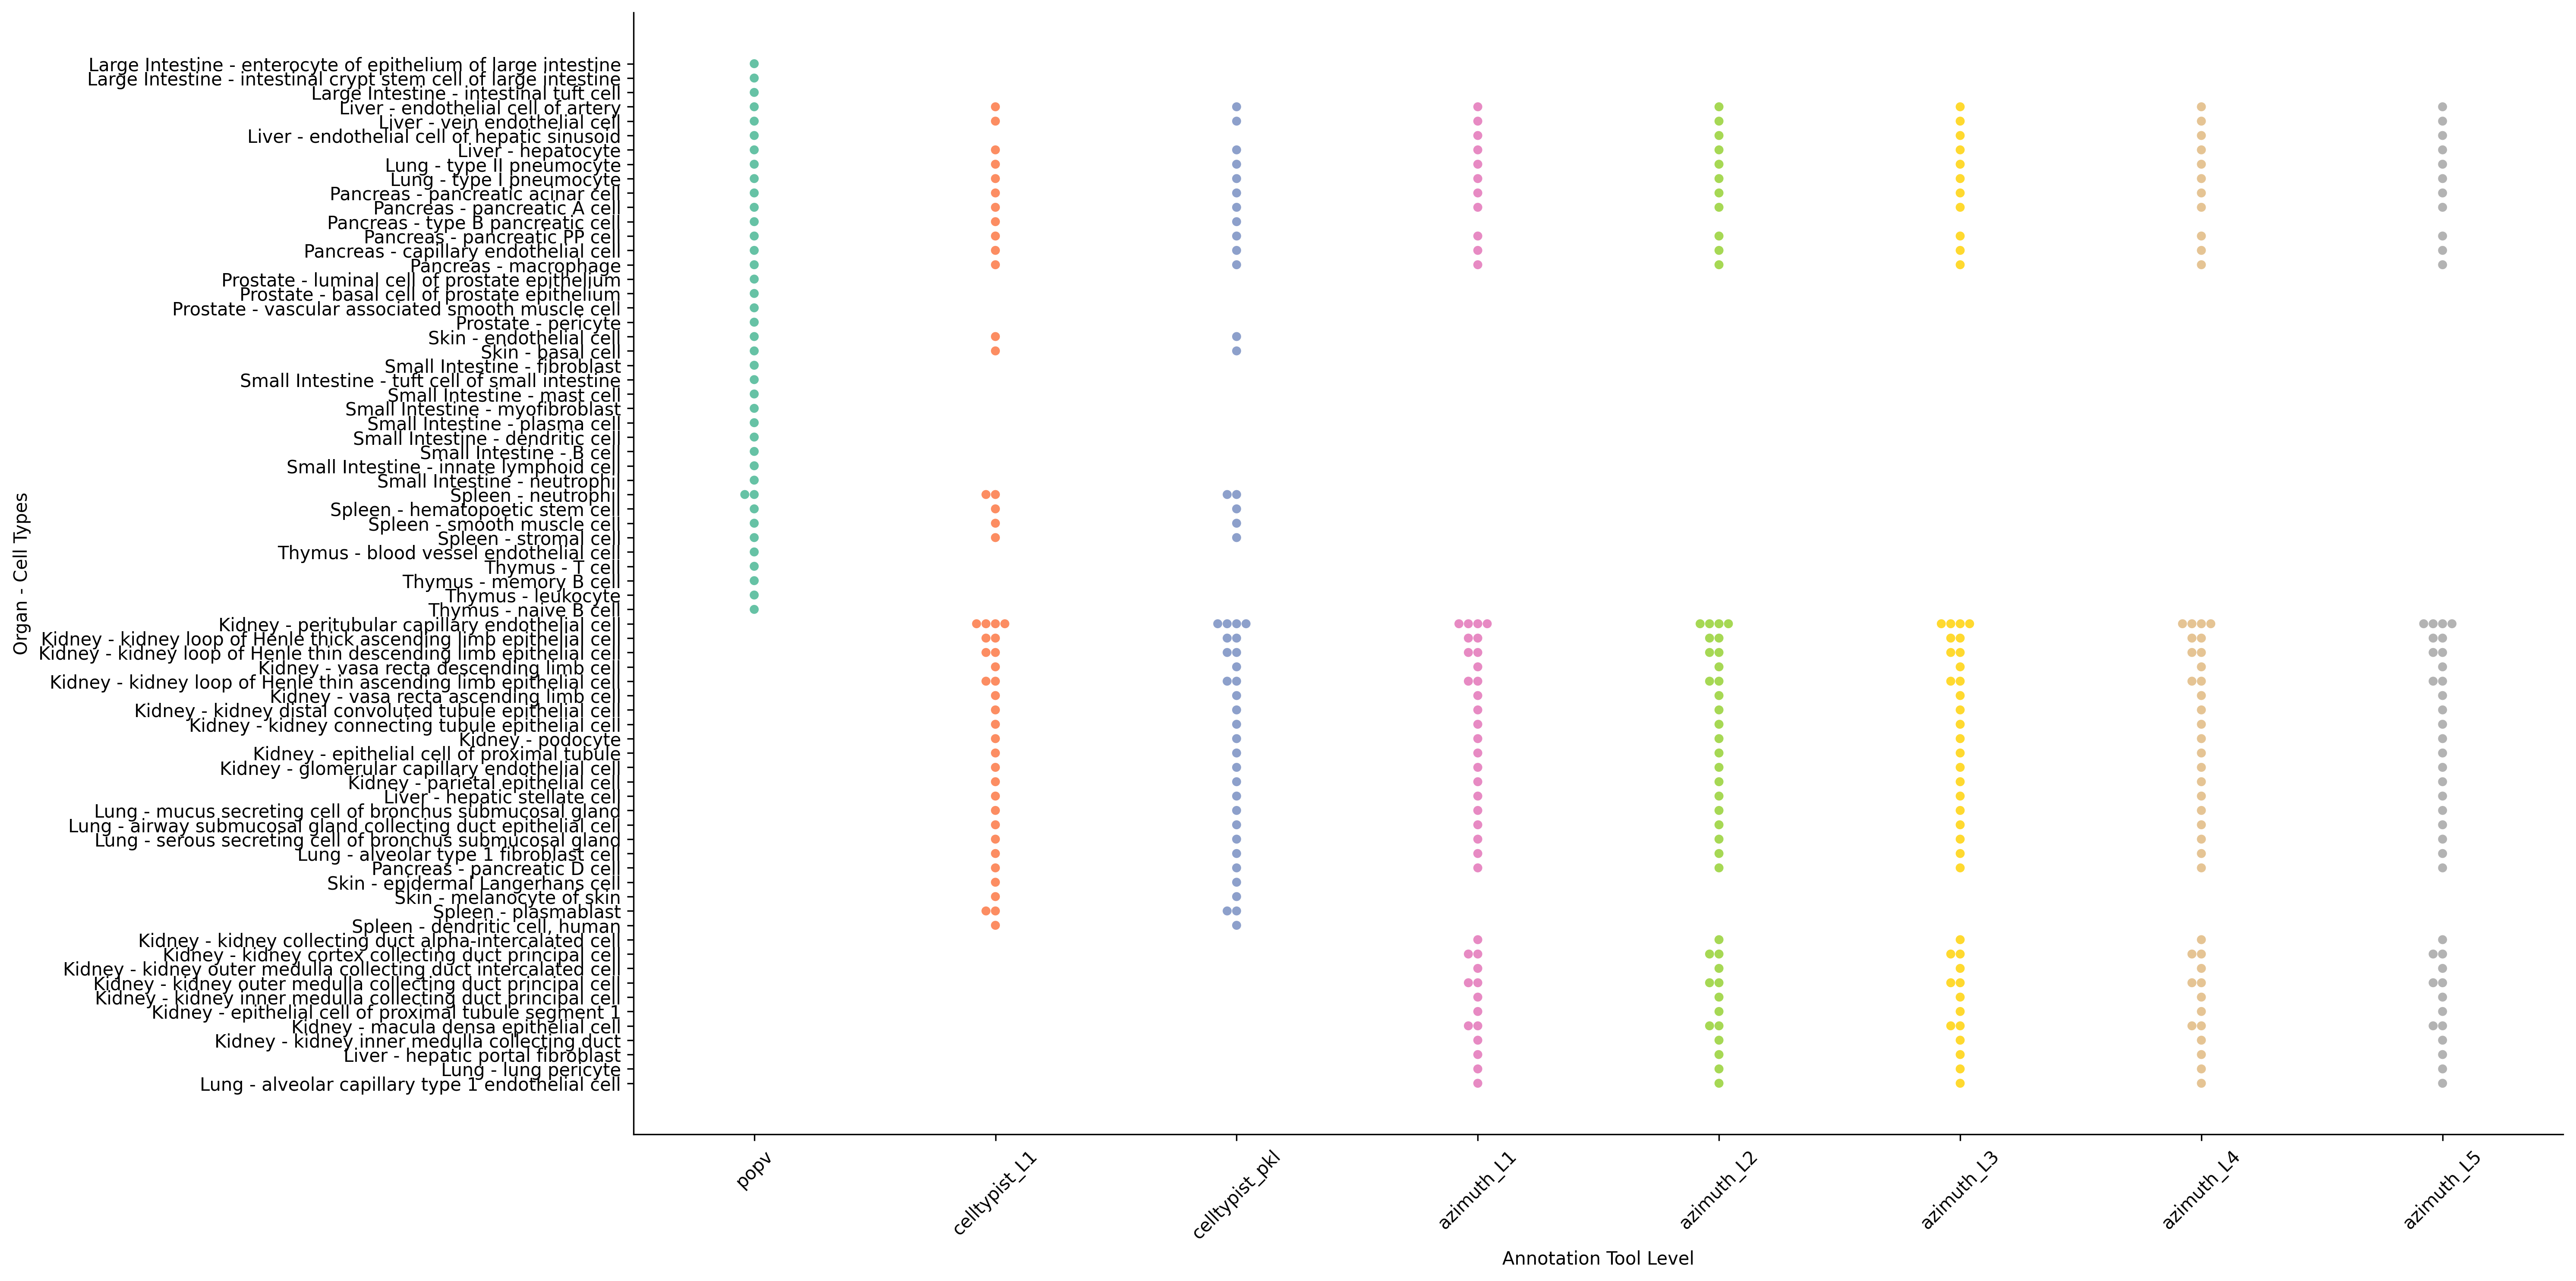 Large Intestine - enterocyte of epithelium of large intestine
Large Intestine - intestinal crypt stem cell of large intestine
Large Intestine - intestinal tuft cell
Liver - endothelial cell of artery
Liver - vein endothelial cell
Liver - endothelial cell of hepatic sinusoid
Liver - hepatocyte
Lung - type II pneumocyte
Lung - type I pneumocyte
Pancreas - pancreatic acinar cell
Pancreas - pancreatic A cell
Pancreas - type B pancreatic cell
Pancreas - pancreatic PP cell
Pancreas - capillary endothelial cell
Pancreas - macrophage
Prostate - luminal cell of prostate epithelium
Prostate - basal cell of prostate epithelium
Prostate - vascular associated smooth muscle cell
Prostate - pericyte
Skin - endothelial cell
Skin - basal cell
Small Intestine - fibroblast
Small Intestine - tuft cell of small intestine
Small Intestine - mast cell
Small Intestine - myofibroblast
Small Intestine - plasma cell
Small Intestine - dendritic cell
Small Intestine - B cell
Small Intestine - innate lymphoid cell
Small Intestine - neutrophil
Spleen - neutrophil
Spleen - hematopoetic stem cell
Spleen - smooth muscle cell
Spleen - stromal cell
Thymus - blood vessel endothelial cell
Thymus - T cell
Thymus - memory B cell
Thymus - leukocyte
Thymus - naive B cell
Kidney - peritubular capillary endothelial cell
Kidney - kidney loop of Henle thick ascending limb epithelial cell
Kidney - kidney loop of Henle thin descending limb epithelial cell
Kidney - vasa recta descending limb cell
Kidney - kidney loop of Henle thin ascending limb epithelial cell
Kidney - vasa recta ascending limb cell
Kidney - kidney distal convoluted tubule epithelial cell
Kidney - kidney connecting tubule epithelial cell
Kidney - podocyte
Kidney - epithelial cell of proximal tubule
Kidney - glomerular capillary endothelial cell
Kidney - parietal epithelial cell
Liver - hepatic stellate cell
Lung - mucus secreting cell of bronchus submucosal gland
Lung - airway submucosal gland collecting duct epithelial cell
Lung - serous secreting cell of bronchus submucosal gland
Lung - alveolar type 1 fibroblast cell
Pancreas - pancreatic D cell
Skin - epidermal Langerhans cell
Skin - melanocyte of skin
Spleen - plasmablast
Spleen - dendritic cell, human
Kidney - kidney collecting duct alpha-intercalated cell
Kidney - kidney cortex collecting duct principal cell
Kidney - kidney outer medulla collecting duct intercalated cell
Kidney - kidney outer medulla collecting duct principal cell
Kidney - kidney inner medulla collecting duct principal cell
Kidney - epithelial cell of proximal tubule segment 1
Kidney - macula densa epithelial cell
Kidney - kidney inner medulla collecting duct
Liver - hepatic portal fibroblast
Lung - lung pericyte
Lung - alveolar capillary type 1 endothelial cell
Organ - Cell Types
popv
celltypist_L1
celltypist_pkl
azimuth_L1
azimuth_L2
azimuth_L3
azimuth_L4
azimuth_L5
Annotation Tool Level